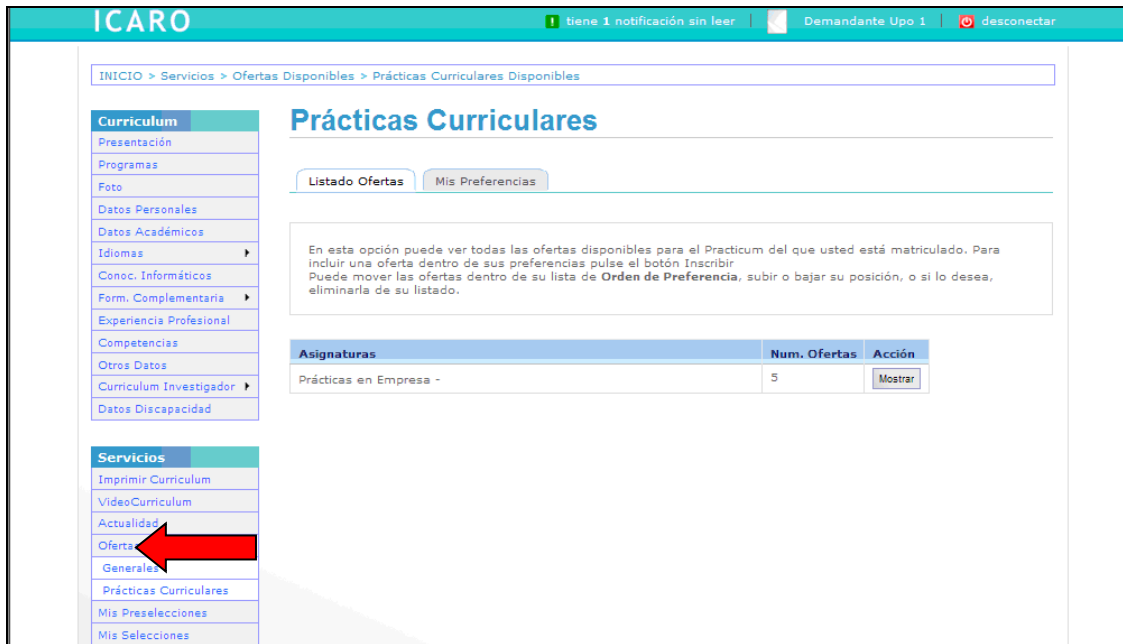 ICARO
! tiene 1 notificación sin leer | Demandante Upo 1 | desconectar
INICIO > Servicios > Ofertas Disponibles > Prácticas Curriculares Disponibles
Curriculum
Presentación
Programas
Foto
Datos Personales
Datos Académicos
Idiomas
Conoc. Informáticos
Form. Complementaria
Experiencia Profesional
Competencias
Otros Datos
Curriculum Investigador
Datos Discapacidad
Servicios
Imprimir Curriculum
VideoCurriculum
Actualidad
Generales
Prácticas Curriculares
Mis Preselecciones
Mis Selecciones
Prácticas Curriculares
Listado Ofertas Mis Preferencias
En esta opción puede ver todas las ofertas disponibles para el Practicum del que usted está matriculado. Para
incluir una oferta dentro de sus preferencias pulse el botón Inscribir
Puede mover las ofertas dentro de su lista de Orden de Preferencia, subir o bajar su posición, o si lo desea,
eliminarla de su listado.
Asignaturas Num. Ofertas Acción
Prácticas en Empresa - 5 Mostrar